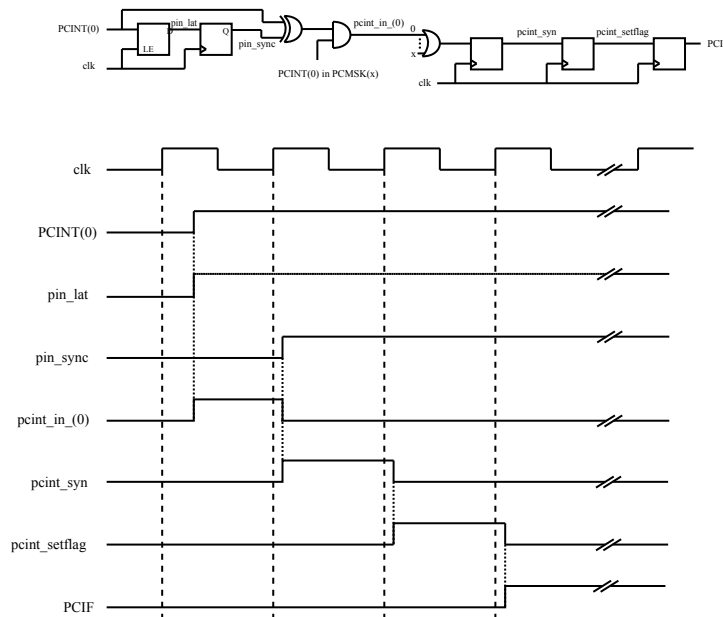 PCINT(0)
LE
pin_lat
D
Q
pin_sync
clk
PCINT(0) in PCMSK(x)
pcint_in_(0)
0
x
clk
pcint_syn
pcint_setflag
PCI
clk
PCINT(0)
pin_lat
pin_sync
pcint_in_(0)
pcint_syn
pcint_setflag
PCIF